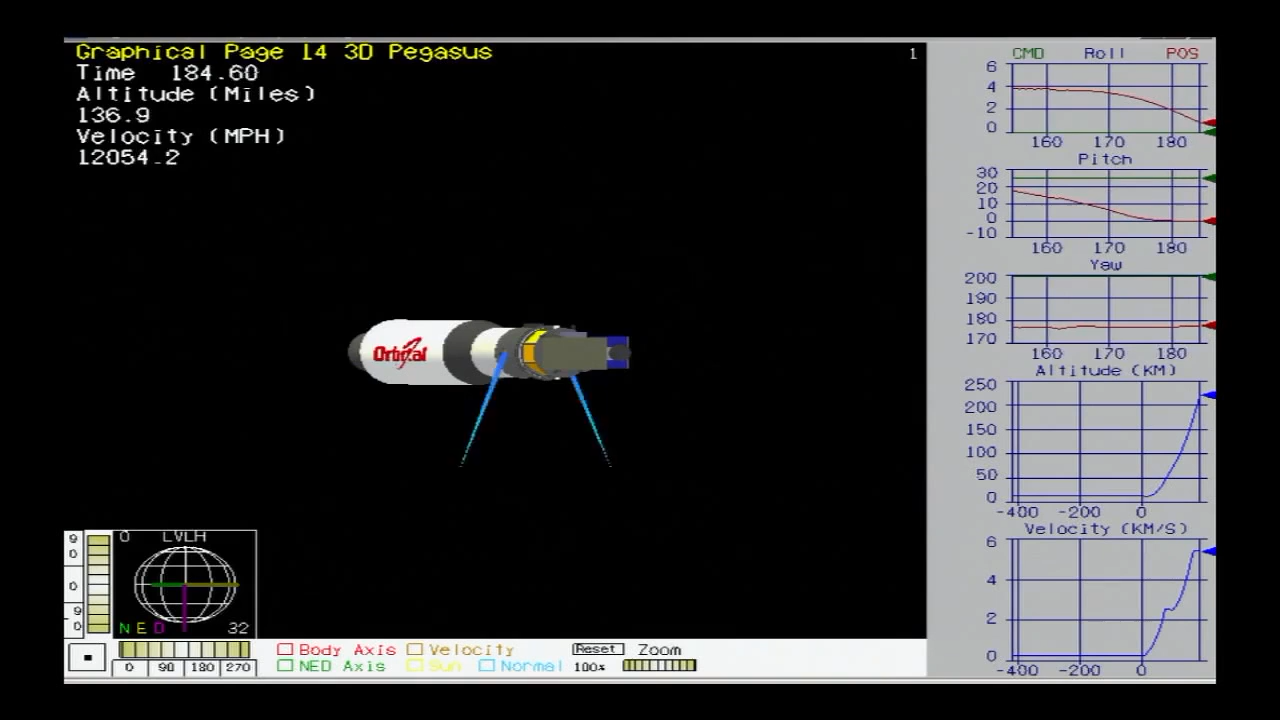 Graphical Page 14 3D Pegasus
1
Time 184.60
Altitude (Miles)
136.9
Velocity (MPH)
12054.2
CMD Roll POS
6
4
2
0
160 170 180
Pitch
30
20
10
0
-10
160 170 180
Yaw
200
190
180
170
160 170 180
Altitude (KM)
250
200
150
100
50
0
-400 -200 0
Velocity (KM/S)
6
4
2
0
-400 -200 0
Orbital
90
0
-90
0 LVLH
N E D 32
0 90 180 270
Body Axis Velocity Reset Zoom
NED Axis Sun Normal 100%